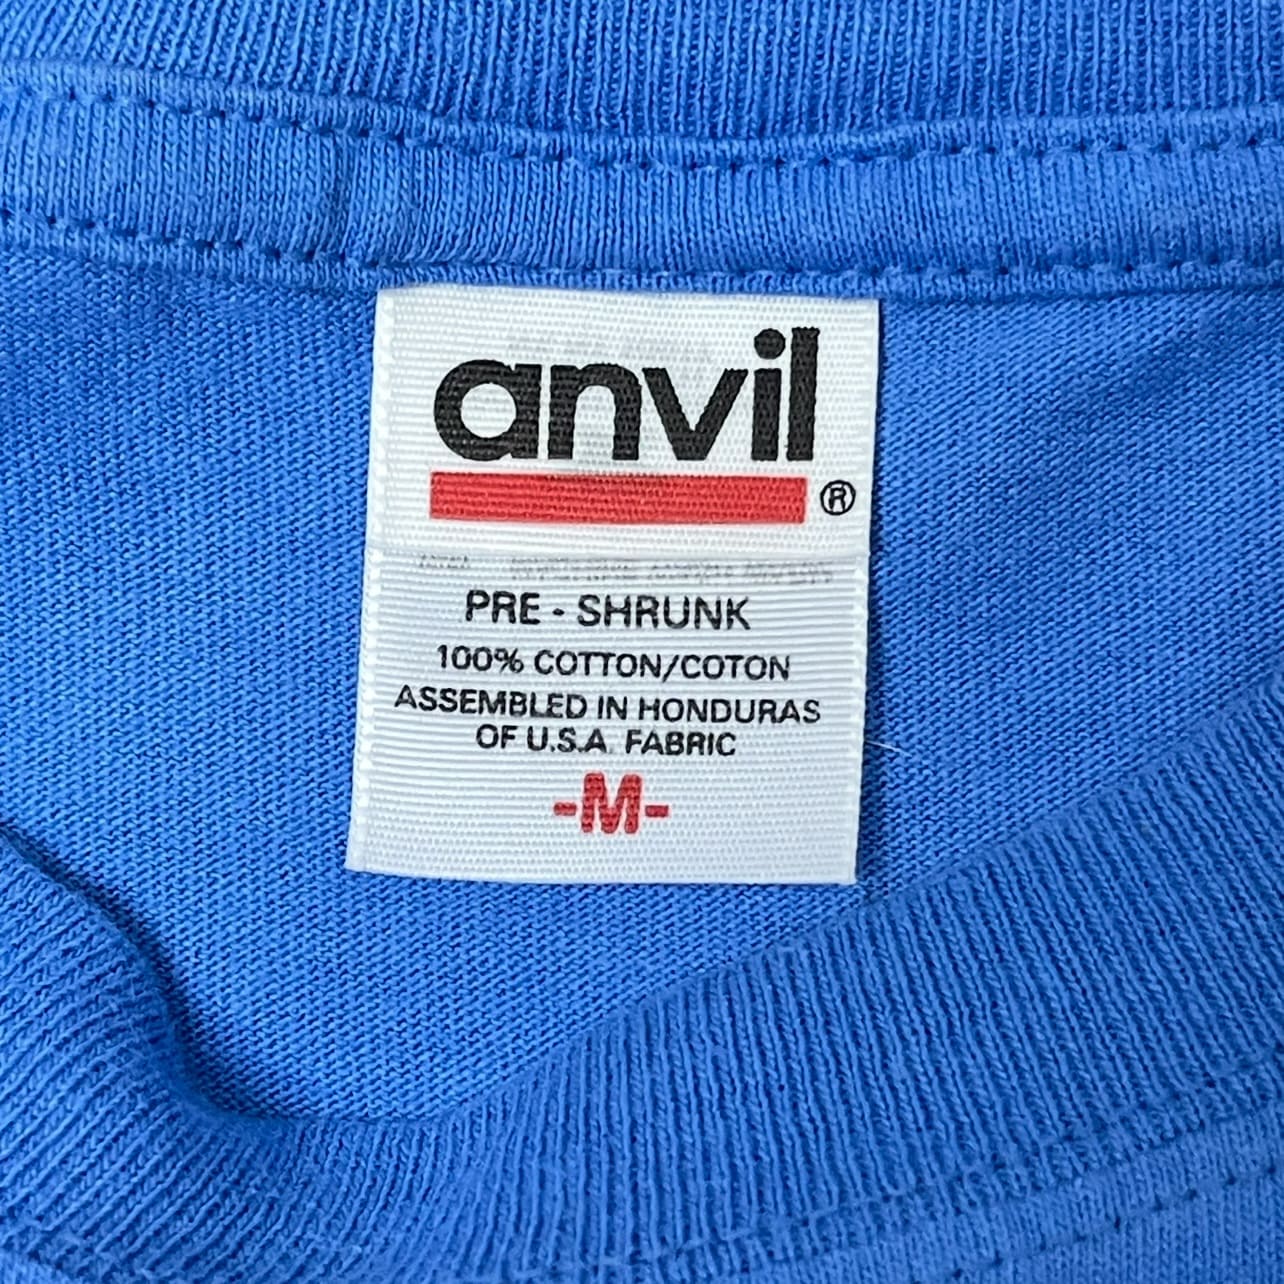 anvil
®
PRE - SHRUNK
100% COTTON/COTON
ASSEMBLED IN HONDURAS
OF U.S.A. FABRIC
-M-